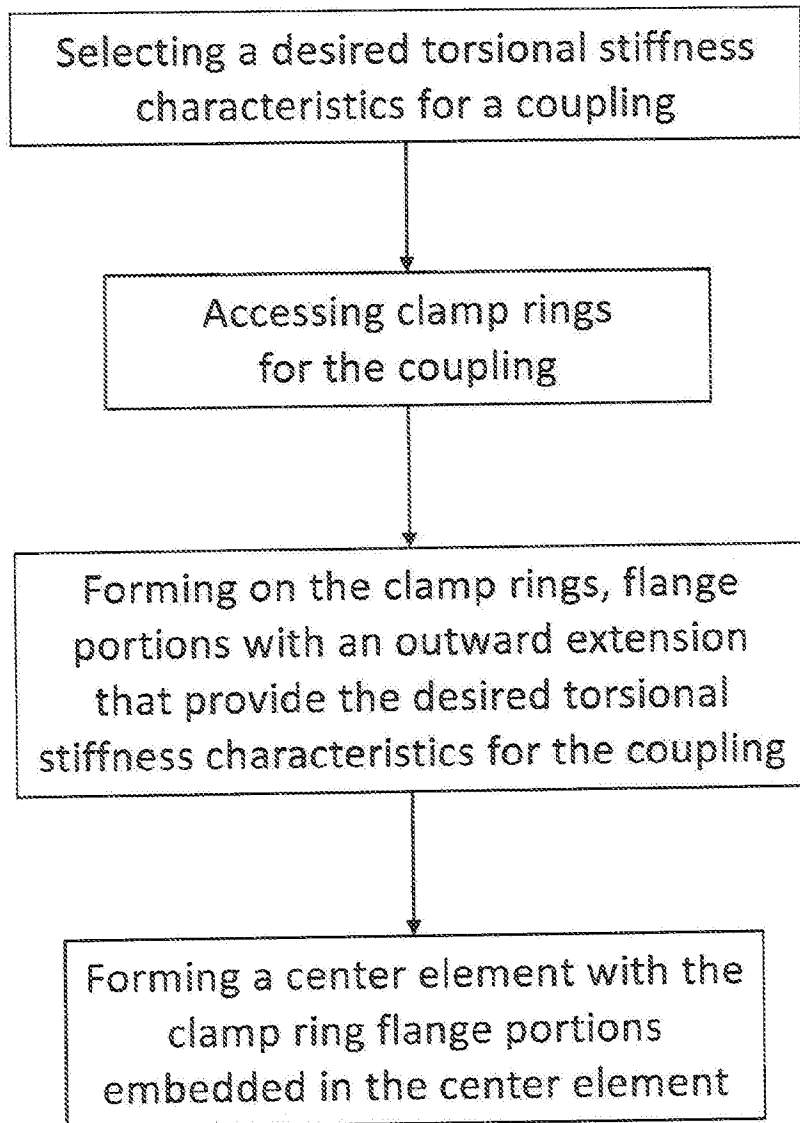 Selecting a desired torsional stiffness
characteristics for a coupling
Accessing clamp rings
for the coupling
Forming on the clamp rings, flange
portions with an outward extension
that provide the desired torsional
stiffness characteristics for the coupling
Forming a center element with the
clamp ring flange portions
embedded in the center element